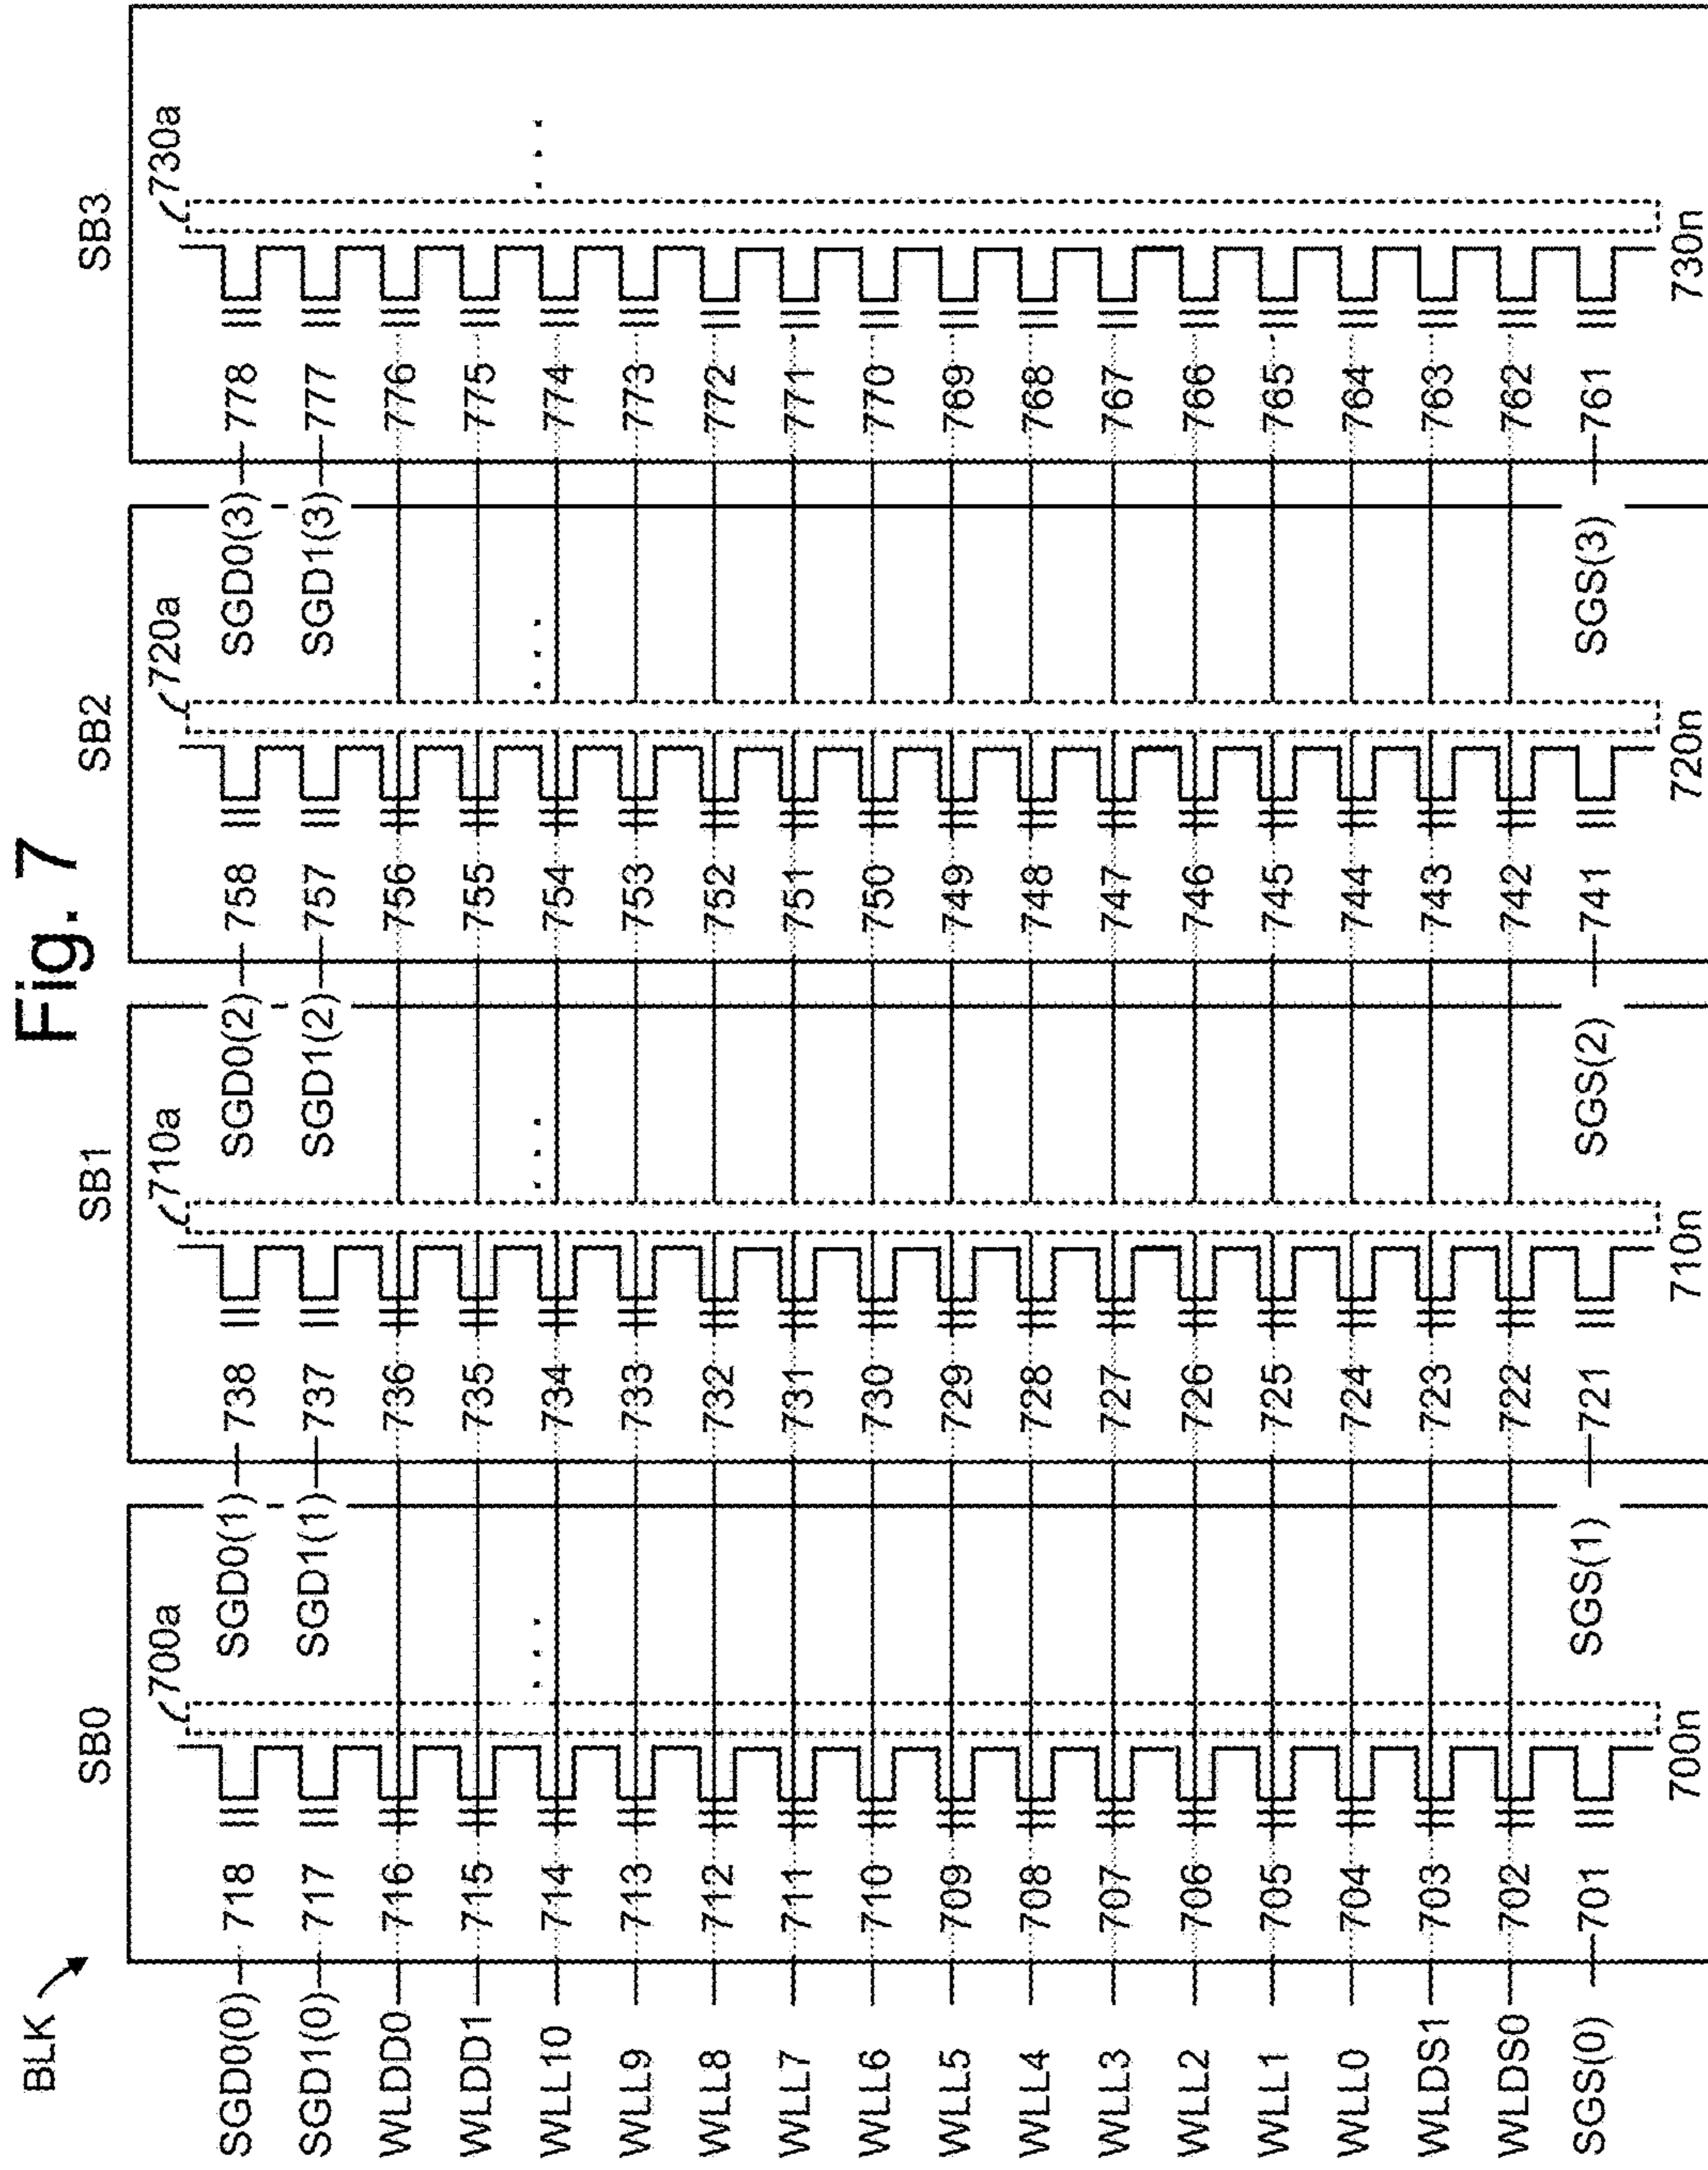 Fig. 7
BLK
SB0 SB1 SB2 SB3
700a 710a 720a 730a
SGD0(0) 718 SGD0(1) 738 SGD0(2) 758 SGD0(3) 778
SGD1(0) 717 SGD1(1) 737 SGD1(2) 757 SGD1(3) 777
WLDD0 716 736 756 776
WLDD1 715 735 755 775
WLL10 714 734 754 774
WLL9 713 733 753 773
WLL8 712 732 752 772
WLL7 711 731 751 771
WLL6 710 730 750 770
WLL5 709 729 749 769
WLL4 708 728 748 768
WLL3 707 727 747 767
WLL2 706 726 746 766
WLL1 705 725 745 765
WLL0 704 724 744 764
WLDS1 703 723 743 763
WLDS0 702 722 742 762
SGS(0) 701 SGS(1) 721 SGS(2) 741 SGS(3) 761
700n 710n 720n 730n